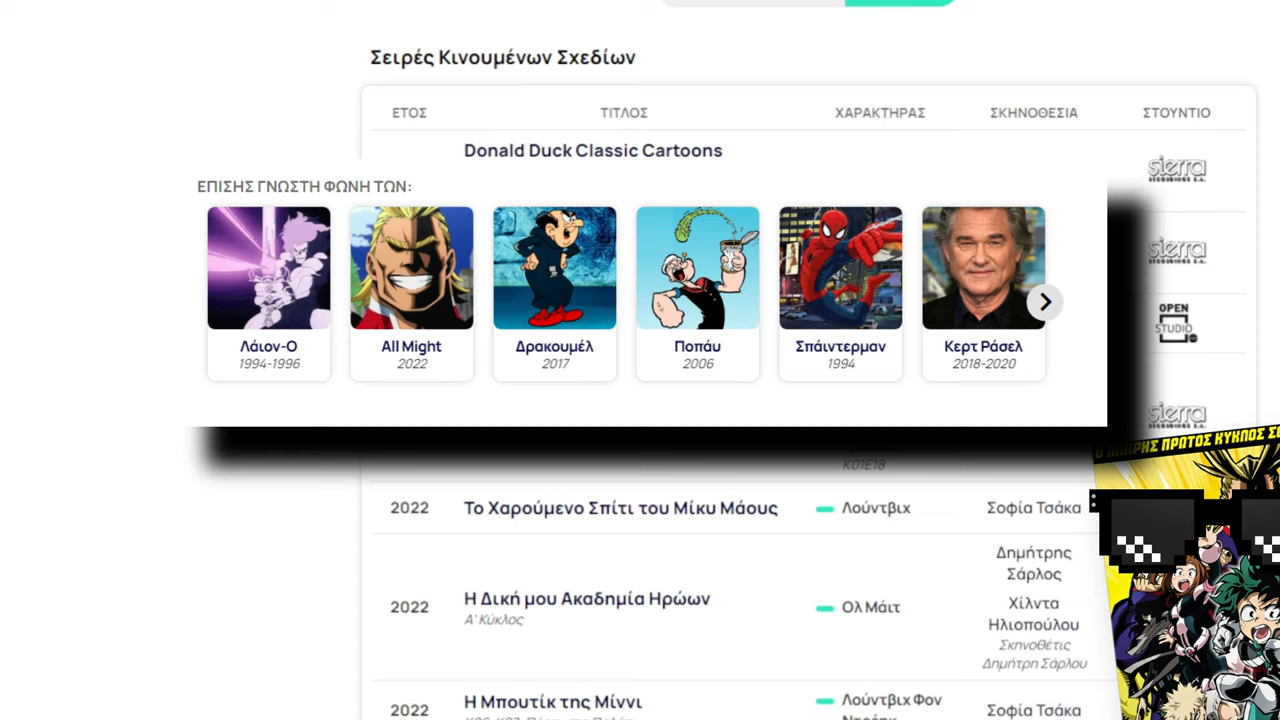 Σειρές Κινουμένων Σχεδίων
ΕΤΟΣ ΤΙΤΛΟΣ ΧΑΡΑΚΤΗΡΑΣ ΣΚΗΝΟΘΕΣΙΑ ΣΤΟΥΝΤΙΟ
Donald Duck Classic Cartoons
sierra
ΕΠΙΣΗΣ ΓΝΩΣΤΗ ΦΩΝΗ ΤΩΝ:
sierra
OPEN
STUDIO
Λάιον-Ο All Might Δρακουμέλ Ποπάυ Σπάιντερμαν Κερτ Ράσελ
1994-1996 2022 2017 2006 1994 2018-2020
sierra
ΠΡΩΤΟΣ ΚΥΚΛΟΣ
K01E18
2022 Το Χαρούμενο Σπίτι του Μίκυ Μάους Λούντβιχ Σοφία Τσάκα
Δημήτρης
Σάρλος
2022 Η Δική μου Ακαδημία Ηρώων Ολ Μάιτ
Α' Κύκλος
Χίλντα
Ηλιοπούλου
Σκηνοθέτις
Δημήτρη Σάρλου
2022 Η Μπουτίκ της Μίννι Λούντβιχ Φον
Σοφία Τσάκα